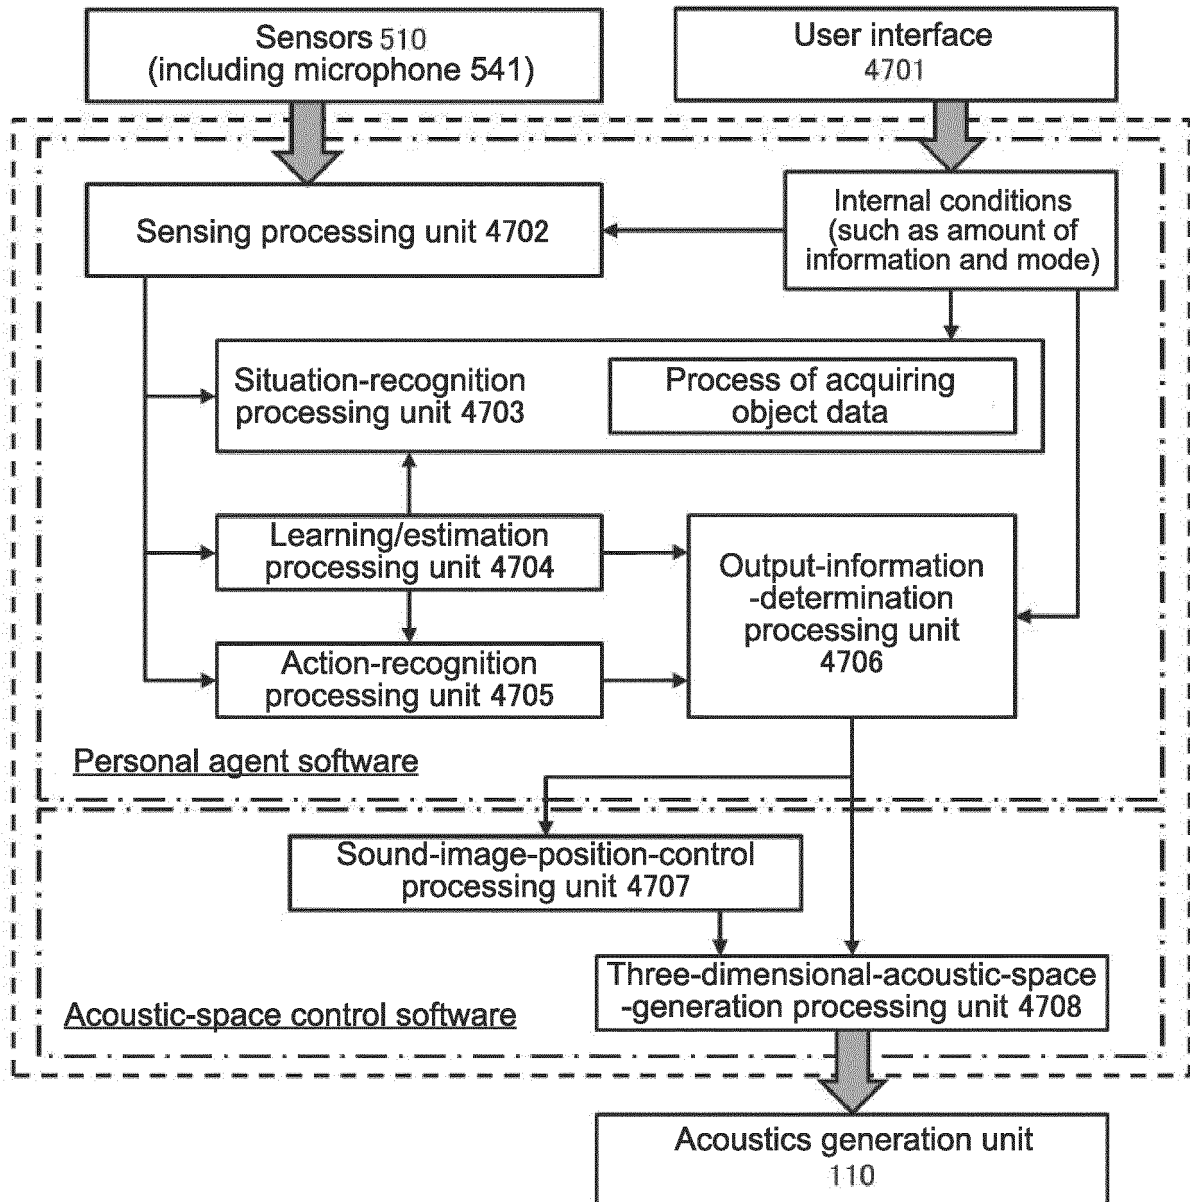 Sensors 510
(including microphone 541)
User interface
4701
Sensing processing unit 4702
Internal conditions
(such as amount of
information and mode)
Situation-recognition
processing unit 4703
Process of acquiring
object data
Learning/estimation
processing unit 4704
Output-information
-determination
processing unit
4706
Action-recognition
processing unit 4705
Personal agent software
Sound-image-position-control
processing unit 4707
Three-dimensional-acoustic-space
-generation processing unit 4708
Acoustic-space control software
Acoustics generation unit
110